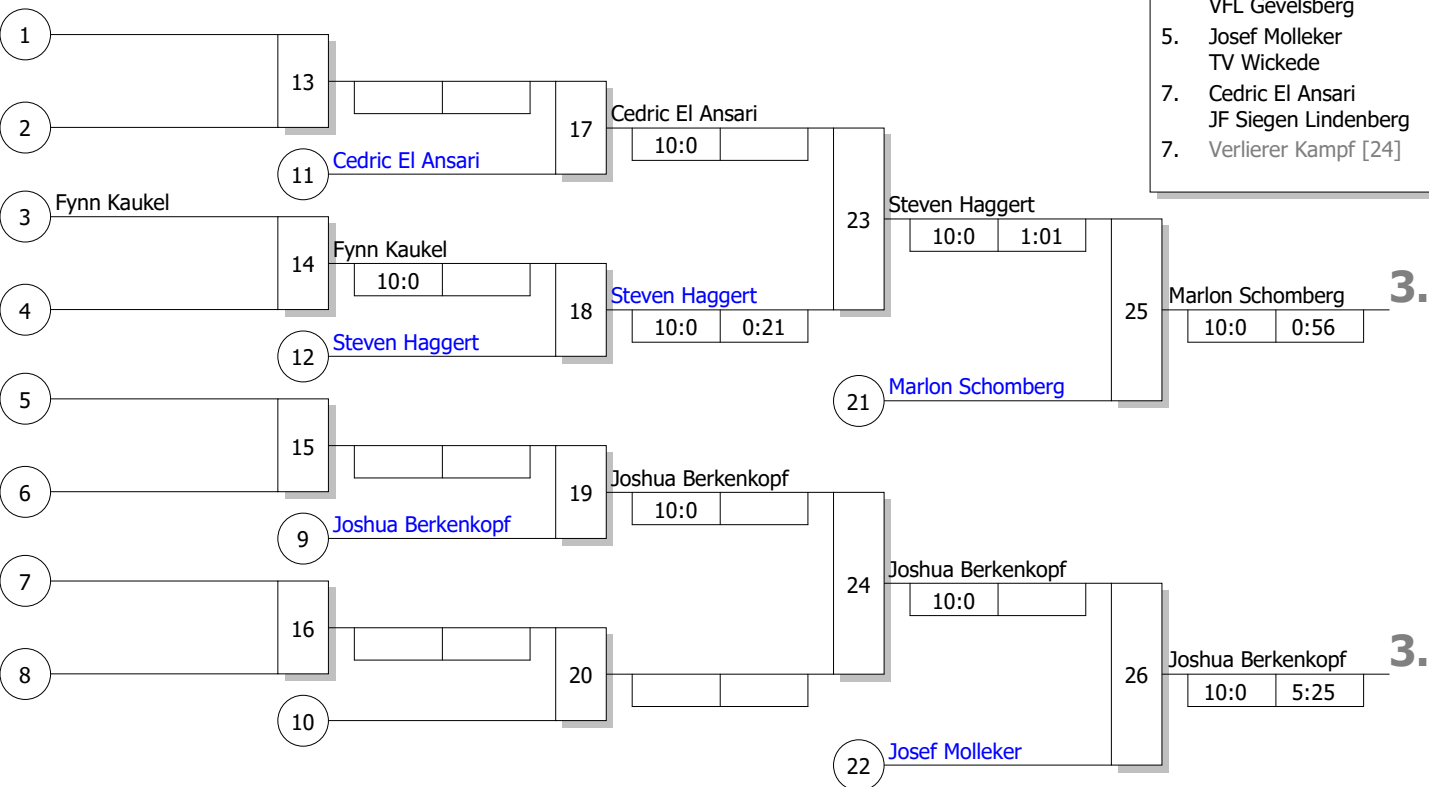 VFL Gevelsberg
5. Josef Molleker
TV Wickede
7. Cedric El Ansari
JF Siegen Lindenberg
7. Verlierer Kampf [24]
1
13
2
17
Cedric El Ansari
10:0
11
Cedric El Ansari
3
Fynn Kaukel
23
Steven Haggert
10:0 1:01
14
Fynn Kaukel
10:0
4
18
Steven Haggert
10:0 0:21
25
Marlon Schomberg
3.
10:0 0:56
12
Steven Haggert
5
21
Marlon Schomberg
15
6
19
Joshua Berkenkopf
10:0
9
Joshua Berkenkopf
7
24
Joshua Berkenkopf
10:0
16
8
20
26
Joshua Berkenkopf
3.
10:0 5:25
10
22
Josef Molleker